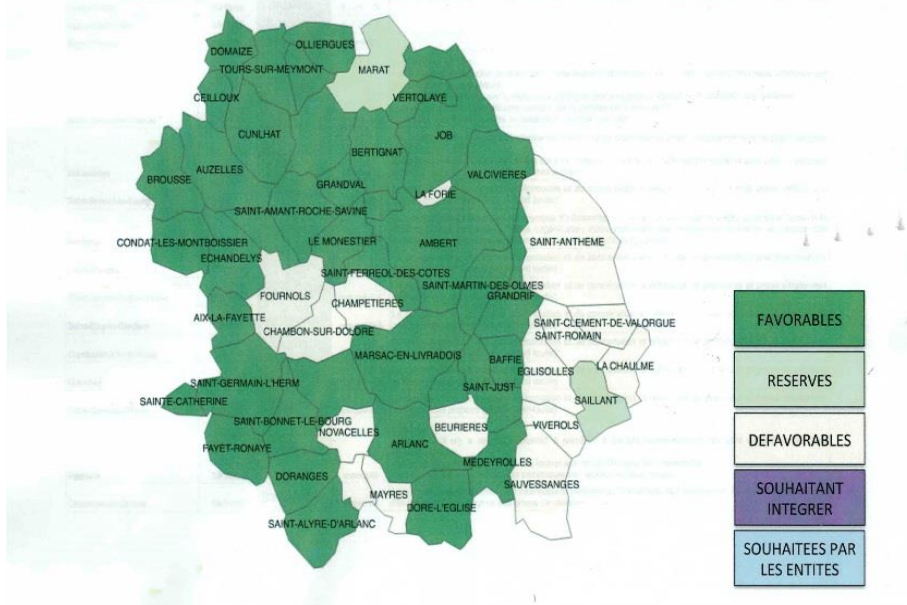 DOMAIZE
OLLIERGUES
TOURS-SUR-MEYMONT
MARAT
CEILLOUX
VERTOLAYE
CUNLHAT
JOB
BERTIGNAT
AUZELLES
BROUSSE
VALCIVIERES
GRANDVAL
LA FORIE
SAINT-AMANT-ROCHE-SAVINE
CONDAT-LES-MONTBOISSIER
LE MONESTIER
AMBERT
SAINT-ANTHEME
ECHANDELYS
SAINT-FERREOL-DES-COTES
SAINT-MARTIN-DES-OLMES
FOURNOLS
CHAMPETIERES
GRANDRIF
AIX-LA-FAYETTE
CHAMBON-SUR-DOLORE
SAINT-CLEMENT-DE-VALORGUE
SAINT-ROMAIN
MARSAC-EN-LIVRADOIS
BAFFIE
EGLISOLLES
LA CHAULME
SAINT-GERMAIN-L'HERM
SAINT-JUST
SAINTE-CATHERINE
SAILLANT
SAINT-BONNET-LE-BOURG
NOVACELLES
BEURIERES
VIVEROLS
FAYET-RONAYE
ARLANC
MEDEYROLLES
DORANGES
SAUVESSANGES
MAYRES
DORE-L'EGLISE
SAINT-ALYRE-D'ARLANC
FAVORABLES
RESERVES
DEFAVORABLES
SOUHAITANT
INTEGRER
SOUHAITEES PAR
LES ENTITES